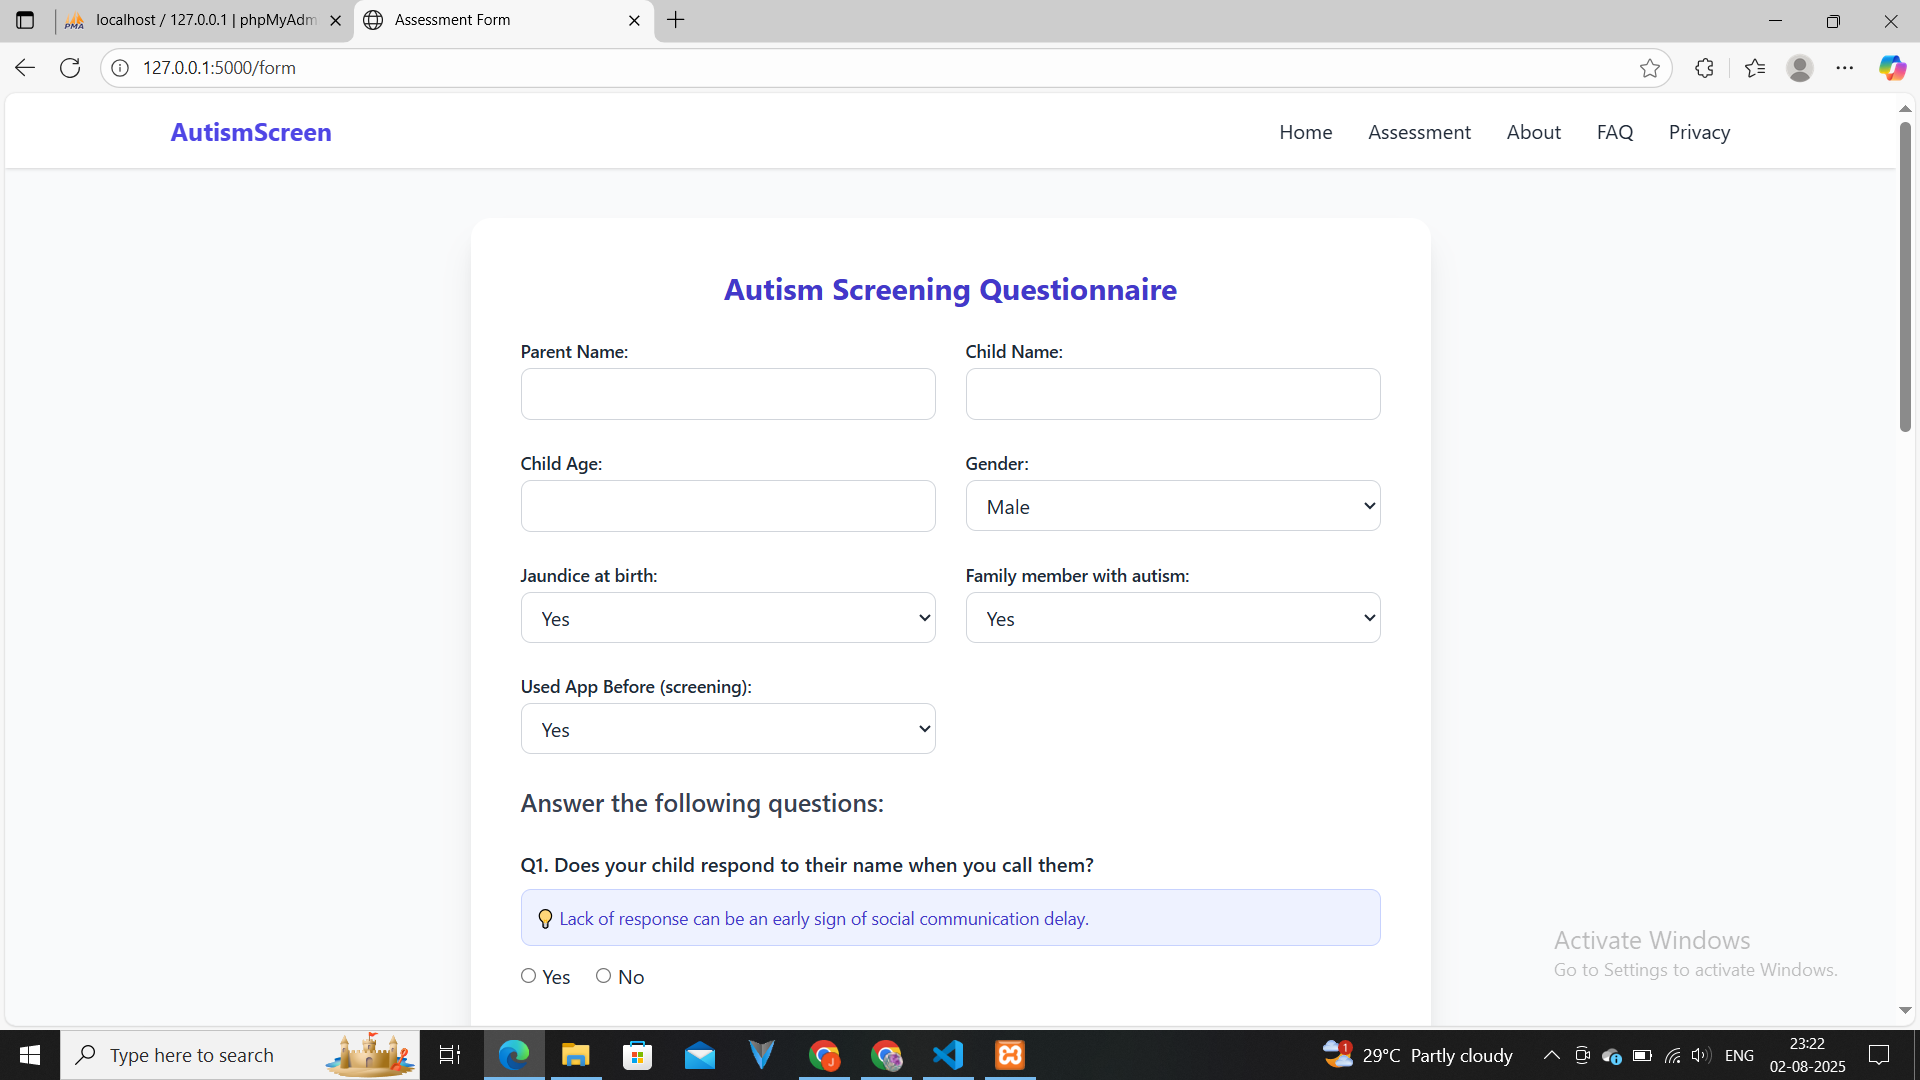 localhost / 127.0.0.1 | phpMyAdm
Assessment Form
127.0.0.1:5000/form
AutismScreen
Home Assessment About FAQ Privacy
Autism Screening Questionnaire
Parent Name: Child Name:
Child Age: Gender:
Male
Jaundice at birth: Family member with autism:
Yes Yes
Used App Before (screening):
Yes
Answer the following questions:
Q1. Does your child respond to their name when you call them?
Lack of response can be an early sign of social communication delay.
Yes No
Activate Windows
Go to Settings to activate Windows.
Type here to search
1 29°C Partly cloudy ENG
23:22
02-08-2025